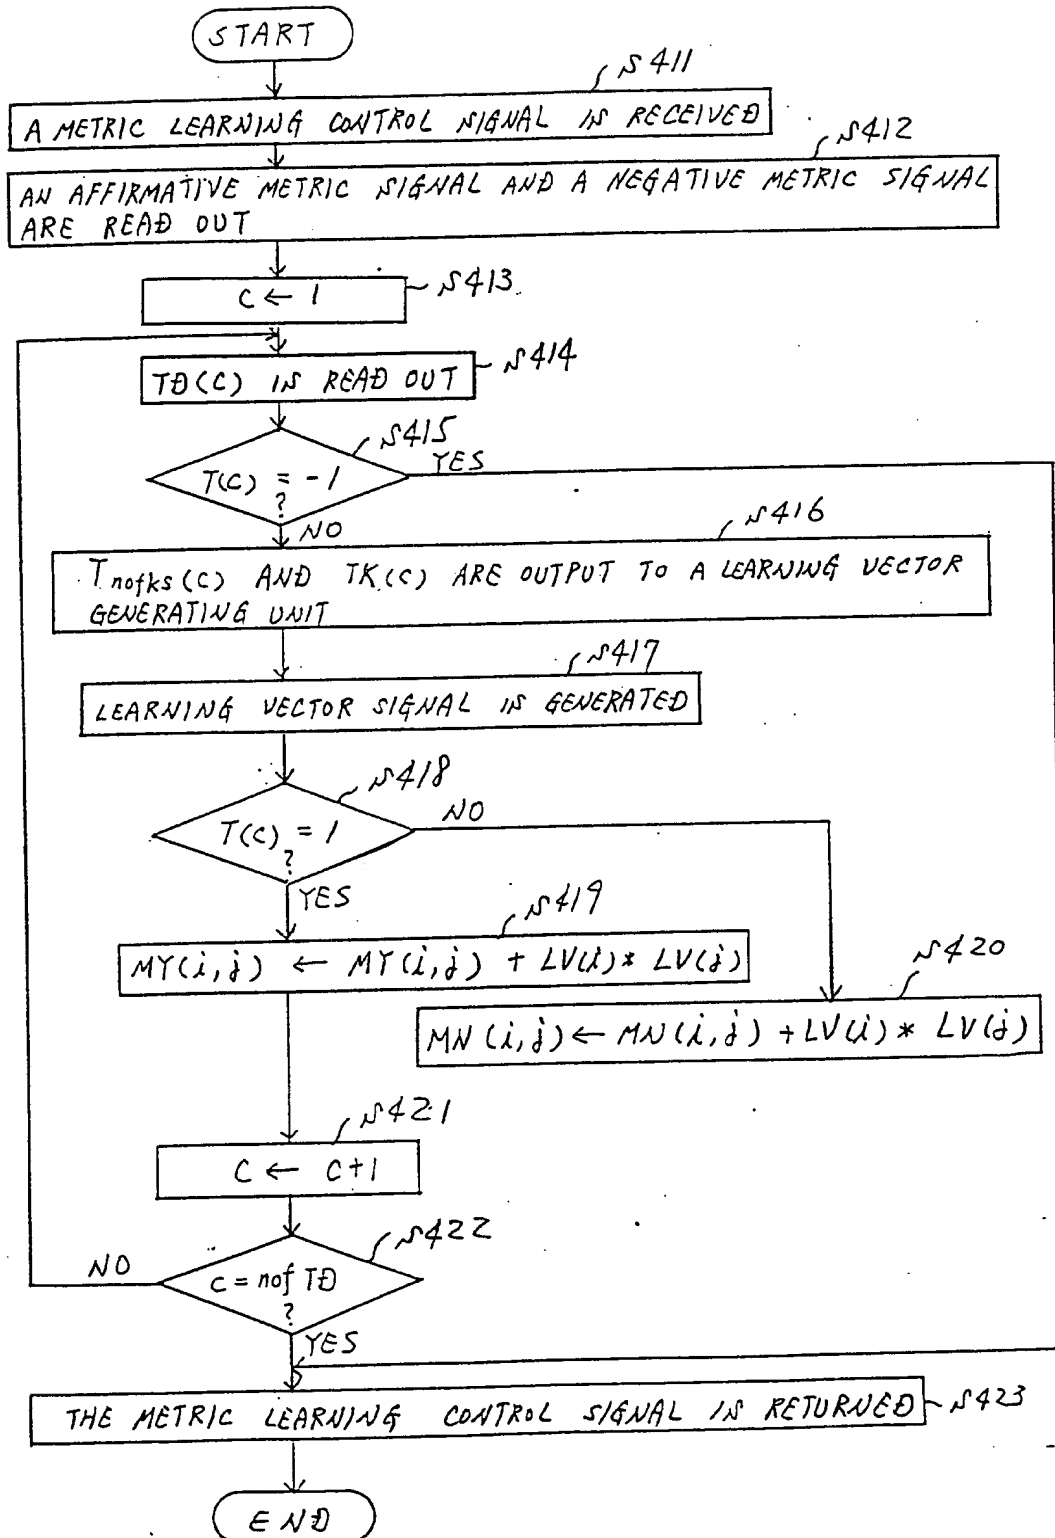 START
S411
A METRIC LEARNING CONTROL SIGNAL IS RECEIVED
S412
AN AFFIRMATIVE METRIC SIGNAL AND A NEGATIVE METRIC SIGNAL
ARE READ OUT
C ← 1
S413
TD(C) IS READ OUT
S414
S415
T(C) = -1
?
YES
NO
S416
Tnofks(C) AND TK(C) ARE OUTPUT TO A LEARNING VECTOR
GENERATING UNIT
S417
LEARNING VECTOR SIGNAL IS GENERATED
S418
T(C) = 1
?
NO
YES
S419
MY(i,j) ← MY(i,j) + LV(i)* LV(j)
S420
MN(i,j) ← MN(i,j) + LV(i)* LV(j)
S421
C ← C+1
S422
NO
C = nof TD
?
YES
THE METRIC LEARNING CONTROL SIGNAL IS RETURNED
S423
END